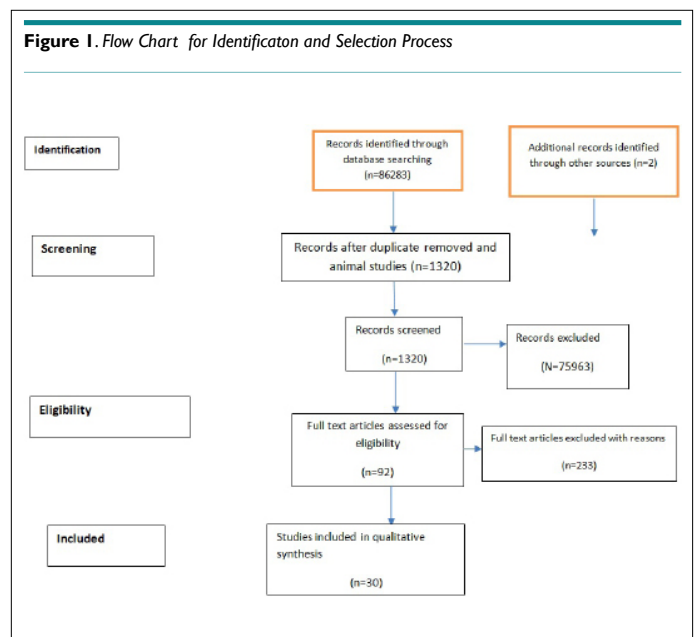 Figure 1. Flow Chart for Identificaton and Selection Process
Identification
Records identified through
database searching
(n=86283)
Additional records identified
through other sources (n=2)
Screening
Records after duplicate removed and
animal studies (n=1320)
Records screened
(n=1320)
Records excluded
(N=75963)
Eligibility
Full text articles assessed for
eligibility
(n=92)
Full text articles excluded with reasons
(n=233)
Included
Studies included in qualitative
synthesis
(n=30)